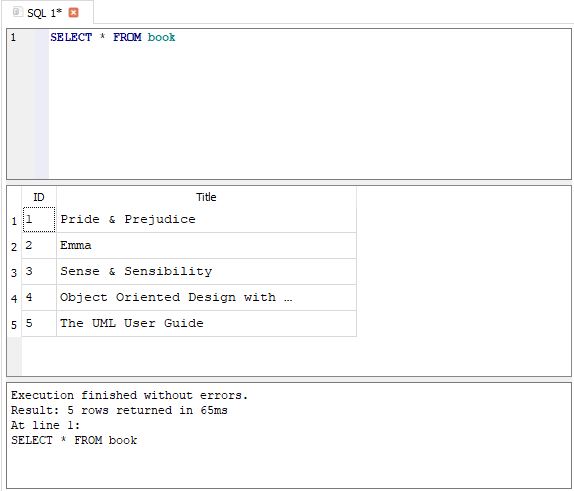 SQL 1*
1 SELECT * FROM book
ID Title
1 1 Pride & Prejudice
2 2 Emma
3 3 Sense & Sensibility
4 4 Object Oriented Design with …
5 5 The UML User Guide
Execution finished without errors.
Result: 5 rows returned in 65ms
At line 1:
SELECT * FROM book